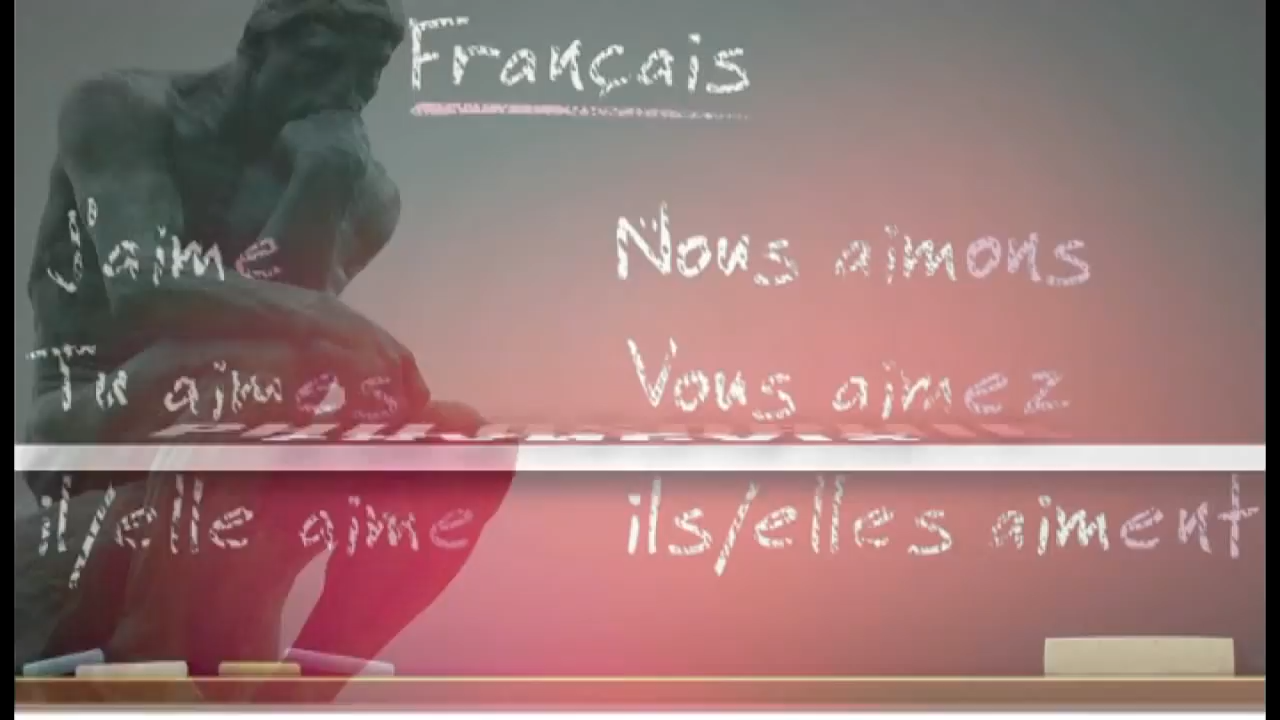 Français
J'aime Nous aimons
Tu aimes Vous aimez
il/elle aime ils/elles aiment